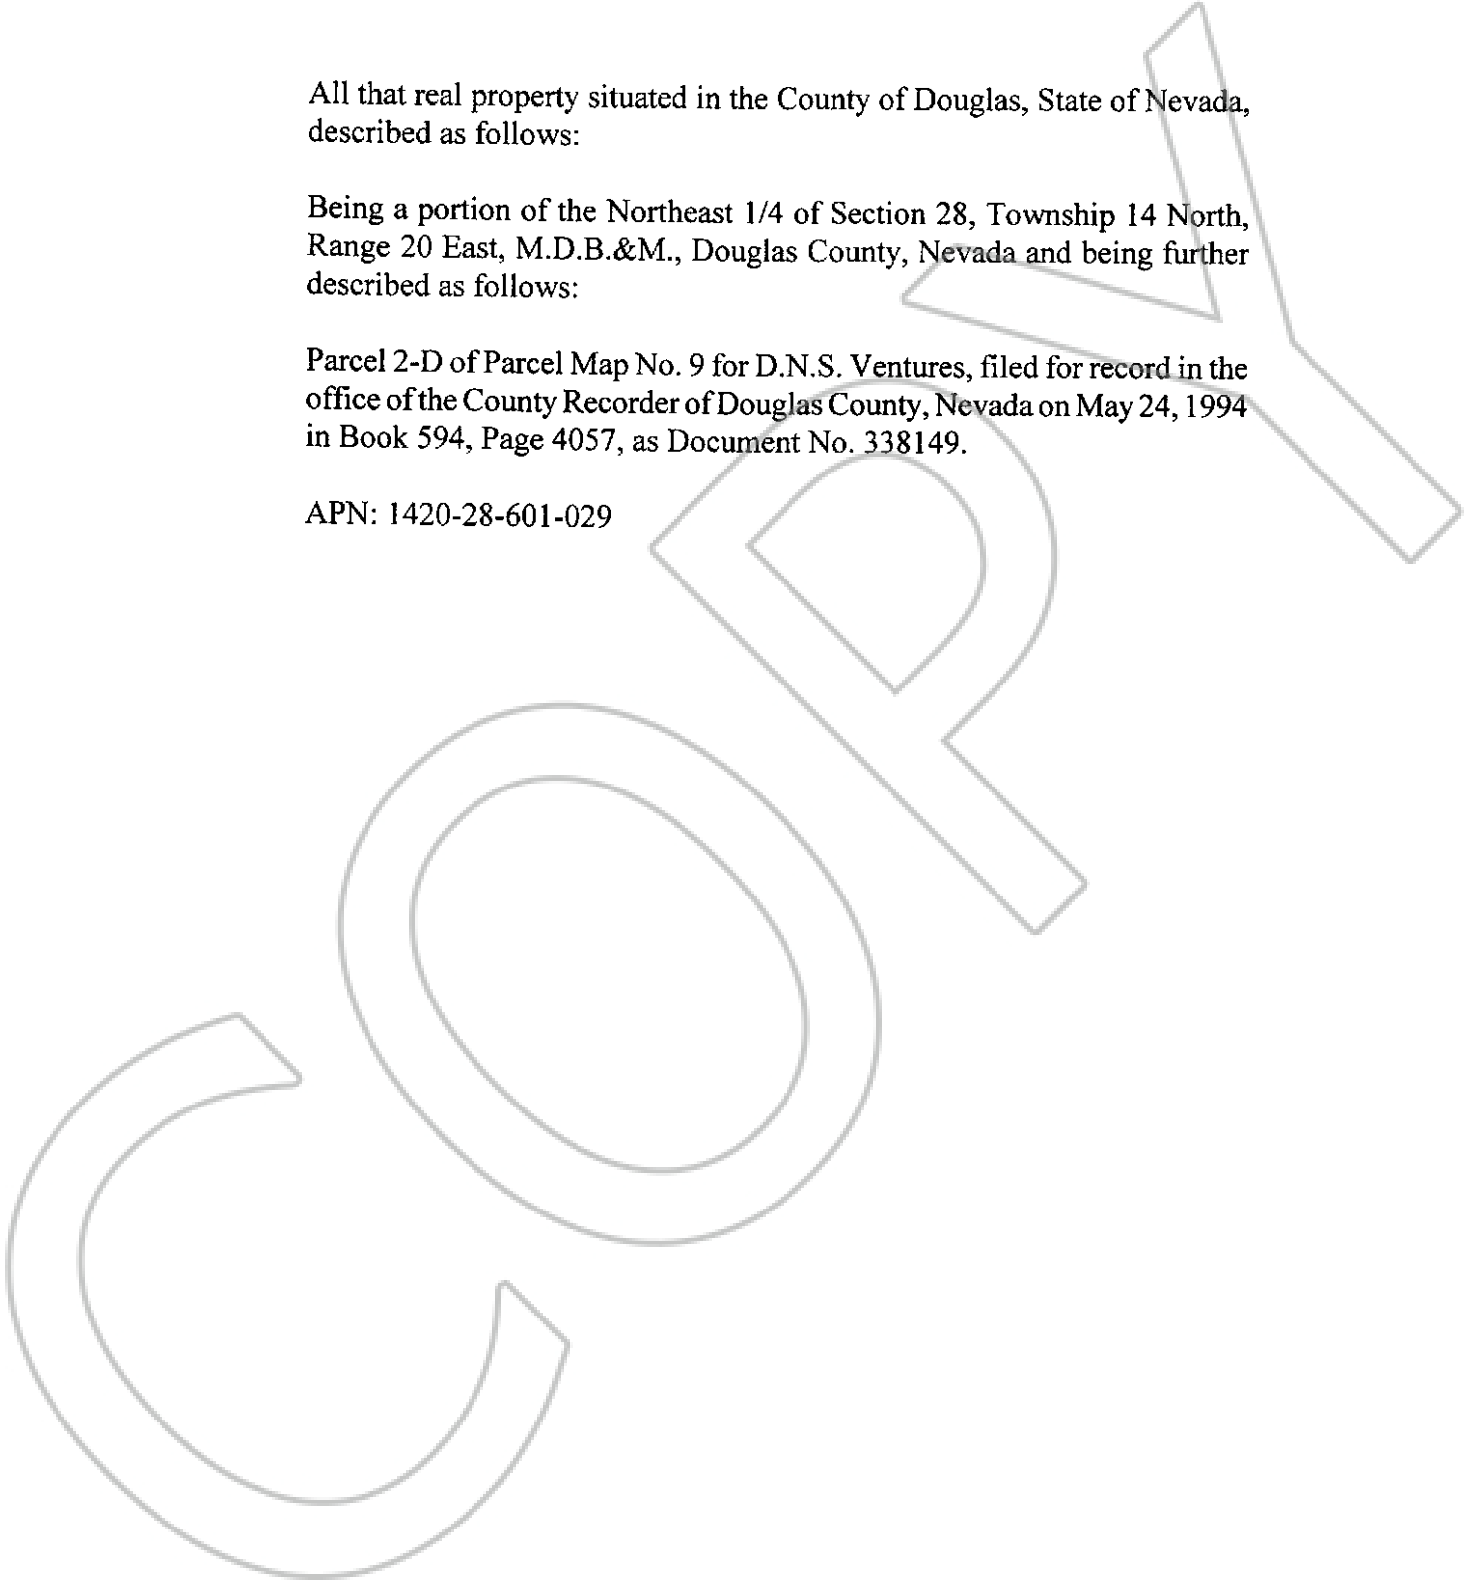 All that real property situated in the County of Douglas, State of Nevada,
described as follows:
Being a portion of the Northeast 1/4 of Section 28, Township 14 North,
Range 20 East, M.D.B.&M., Douglas County, Nevada and being further
described as follows:
Parcel 2-D of Parcel Map No. 9 for D.N.S. Ventures, filed for record in the
office of the County Recorder of Douglas County, Nevada on May 24, 1994
in Book 594, Page 4057, as Document No. 338149.
APN: 1420-28-601-029
COPY